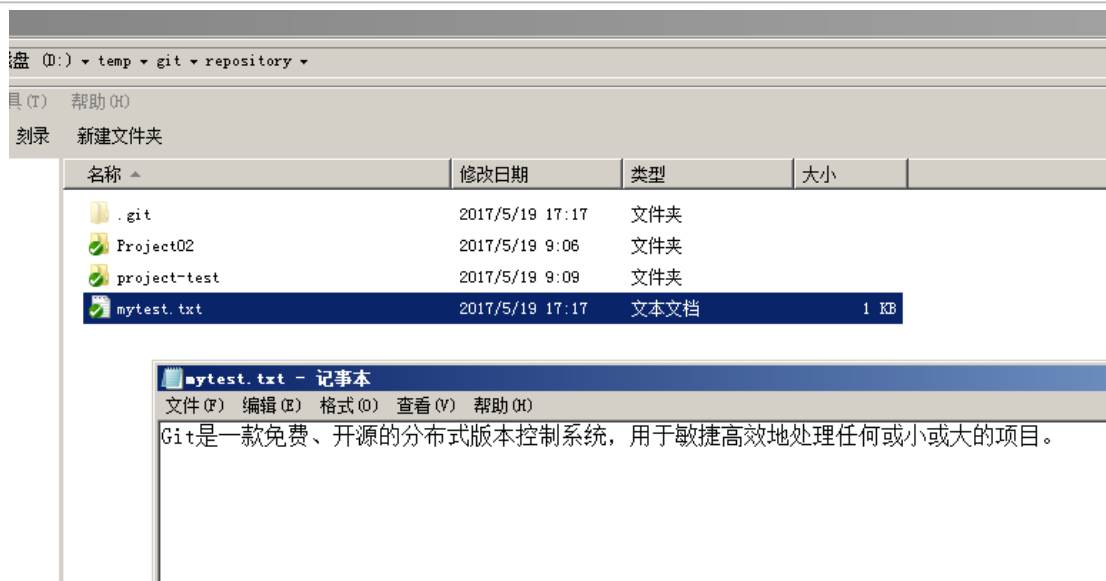 盘 (D:) ▾ temp ▾ git ▾ repository ▾
具(T) 帮助(H)
刻录 新建文件夹
名称 修改日期 类型 大小
.git 2017/5/19 17:17 文件夹
Project02 2017/5/19 9:06 文件夹
project-test 2017/5/19 9:09 文件夹
mytest.txt 2017/5/19 17:17 文本文档 1 KB
mytest.txt - 记事本
文件(F) 编辑(E) 格式(O) 查看(V) 帮助(H)
Git是一款免费、开源的分布式版本控制系统，用于敏捷高效地处理任何或小或大的项目。